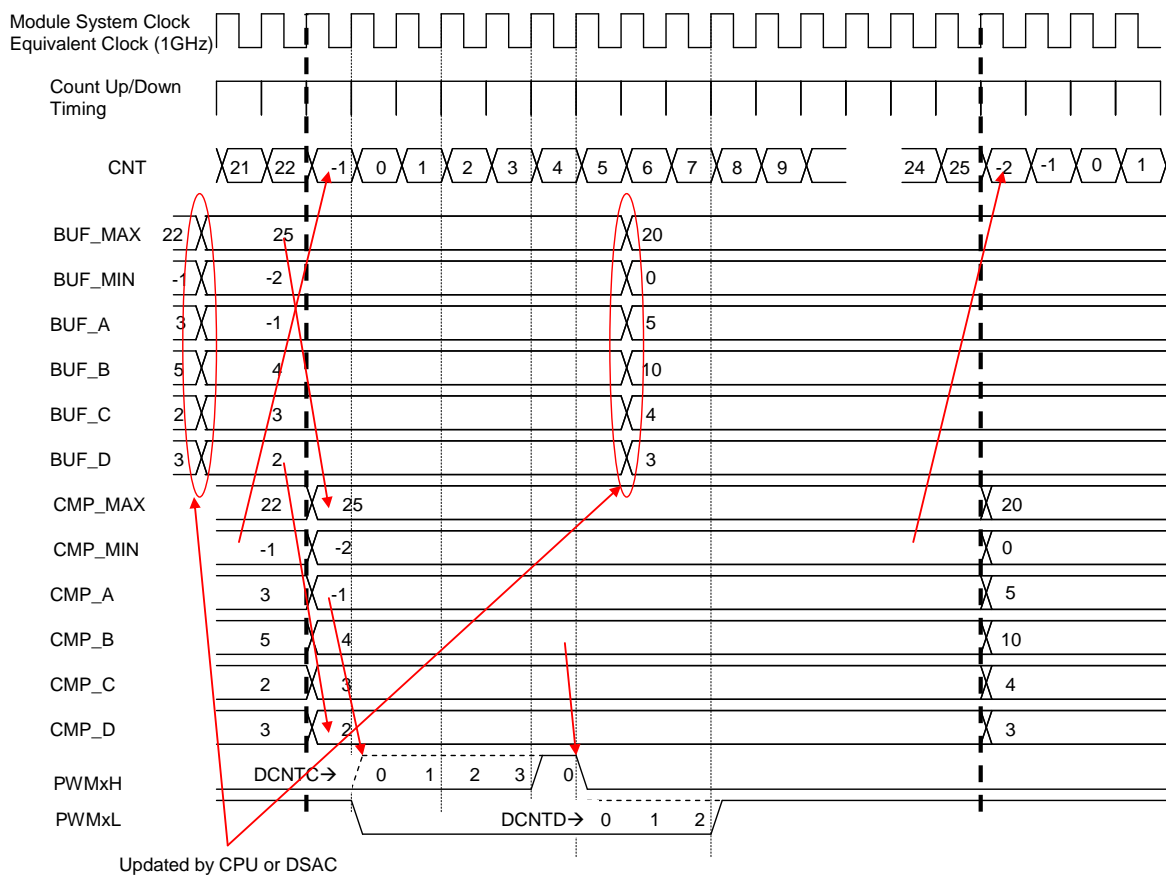 Module System Clock
Equivalent Clock (1GHz)
Count Up/Down
Timing
CNT 21 22 -1 0 1 2 3 4 5 6 7 8 9 24 25 -2 -1 0 1
BUF_MAX 22 25 20
BUF_MIN -1 -2 0
BUF_A 3 -1 5
BUF_B 5 4 10
BUF_C 2 3 4
BUF_D 3 2 3
CMP_MAX 22 25 20
CMP_MIN -1 -2 0
CMP_A 3 -1 5
CMP_B 5 4 10
CMP_C 2 3 4
CMP_D 3 2 3
PWMxH DCNTC→ 0 1 2 3 0
PWMxL DCNTD→ 0 1 2
Updated by CPU or DSAC